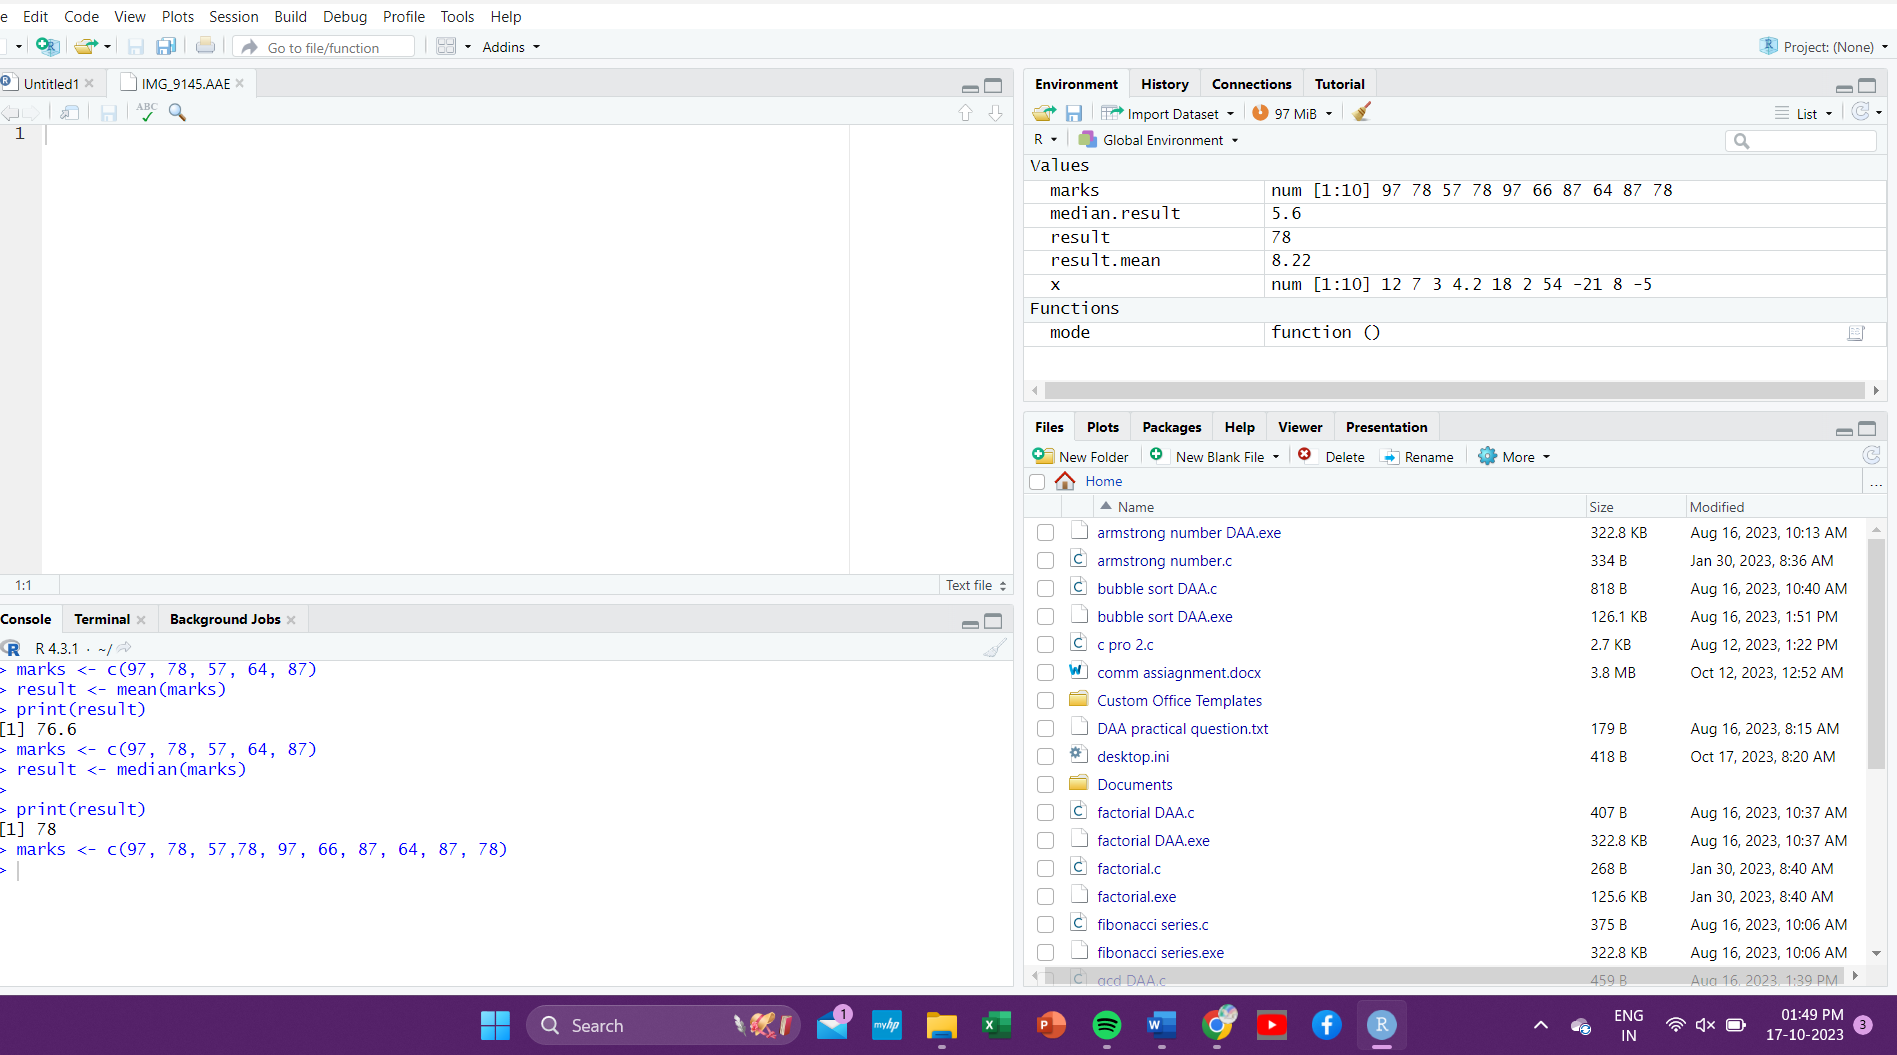 e Edit Code View Plots Session Build Debug Profile Tools Help
Go to file/function Addins Project: (None)
Untitled1 IMG_9145.AAE
ABC
1
1:1 Text file
Console Terminal Background Jobs
R 4.3.1 · ~/
> marks <- c(97, 78, 57, 64, 87)
> result <- mean(marks)
> print(result)
[1] 76.6
> marks <- c(97, 78, 57, 64, 87)
> result <- median(marks)
>
> print(result)
[1] 78
> marks <- c(97, 78, 57,78, 97, 66, 87, 64, 87, 78)
>
Environment History Connections Tutorial
Import Dataset 97 MiB List
R Global Environment
Values
marks num [1:10] 97 78 57 78 97 66 87 64 87 78
median.result 5.6
result 78
result.mean 8.22
x num [1:10] 12 7 3 4.2 18 2 54 -21 8 -5
Functions
mode function ()
Files Plots Packages Help Viewer Presentation
New Folder New Blank File Delete Rename More
Home ...
Name Size Modified
armstrong number DAA.exe 322.8 KB Aug 16, 2023, 10:13 AM
armstrong number.c 334 B Jan 30, 2023, 8:36 AM
bubble sort DAA.c 818 B Aug 16, 2023, 10:40 AM
bubble sort DAA.exe 126.1 KB Aug 16, 2023, 1:51 PM
c pro 2.c 2.7 KB Aug 12, 2023, 1:22 PM
comm assiagnment.docx 3.8 MB Oct 12, 2023, 12:52 AM
Custom Office Templates
DAA practical question.txt 179 B Aug 16, 2023, 8:15 AM
desktop.ini 418 B Oct 17, 2023, 8:20 AM
Documents
factorial DAA.c 407 B Aug 16, 2023, 10:37 AM
factorial DAA.exe 322.8 KB Aug 16, 2023, 10:37 AM
factorial.c 268 B Jan 30, 2023, 8:40 AM
factorial.exe 125.6 KB Jan 30, 2023, 8:40 AM
fibonacci series.c 375 B Aug 16, 2023, 10:06 AM
fibonacci series.exe 322.8 KB Aug 16, 2023, 10:06 AM
gcd DAA.c 459 B Aug 16, 2023, 1:39 PM
Search 1 myhp ENG 01:49 PM
IN 17-10-2023 3